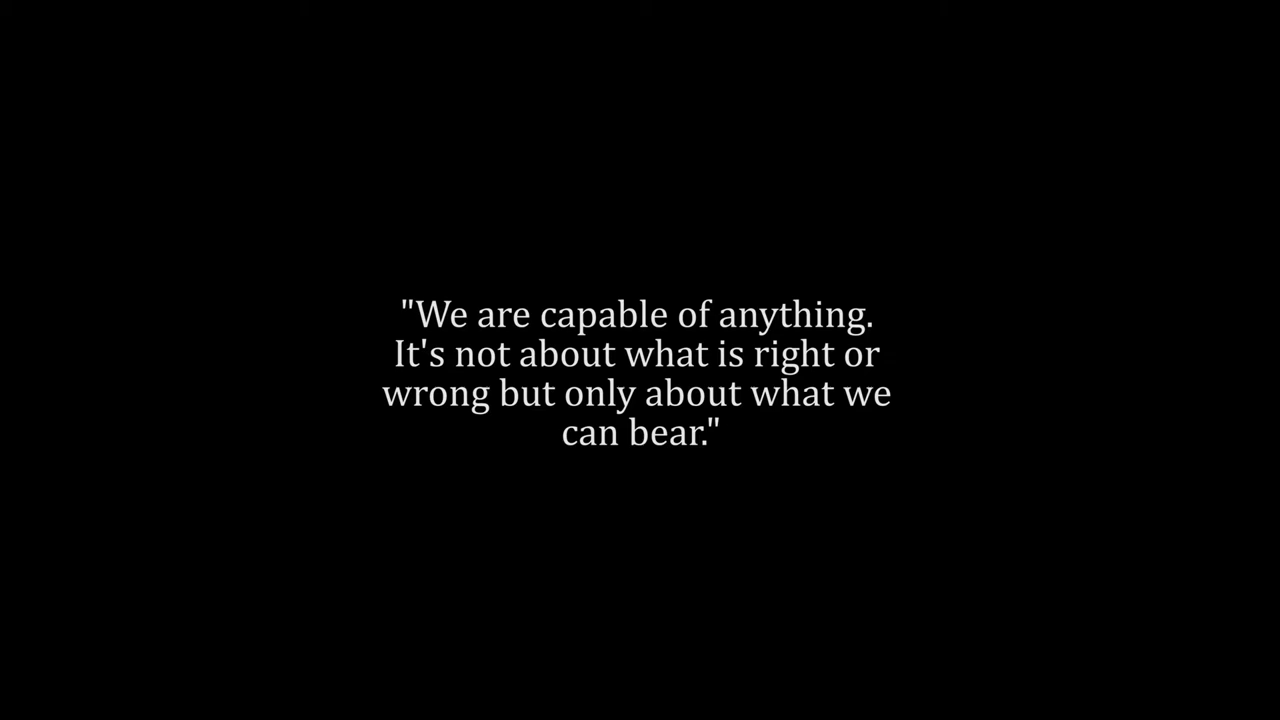 "We are capable of anything.
It's not about what is right or
wrong but only about what we
can bear."